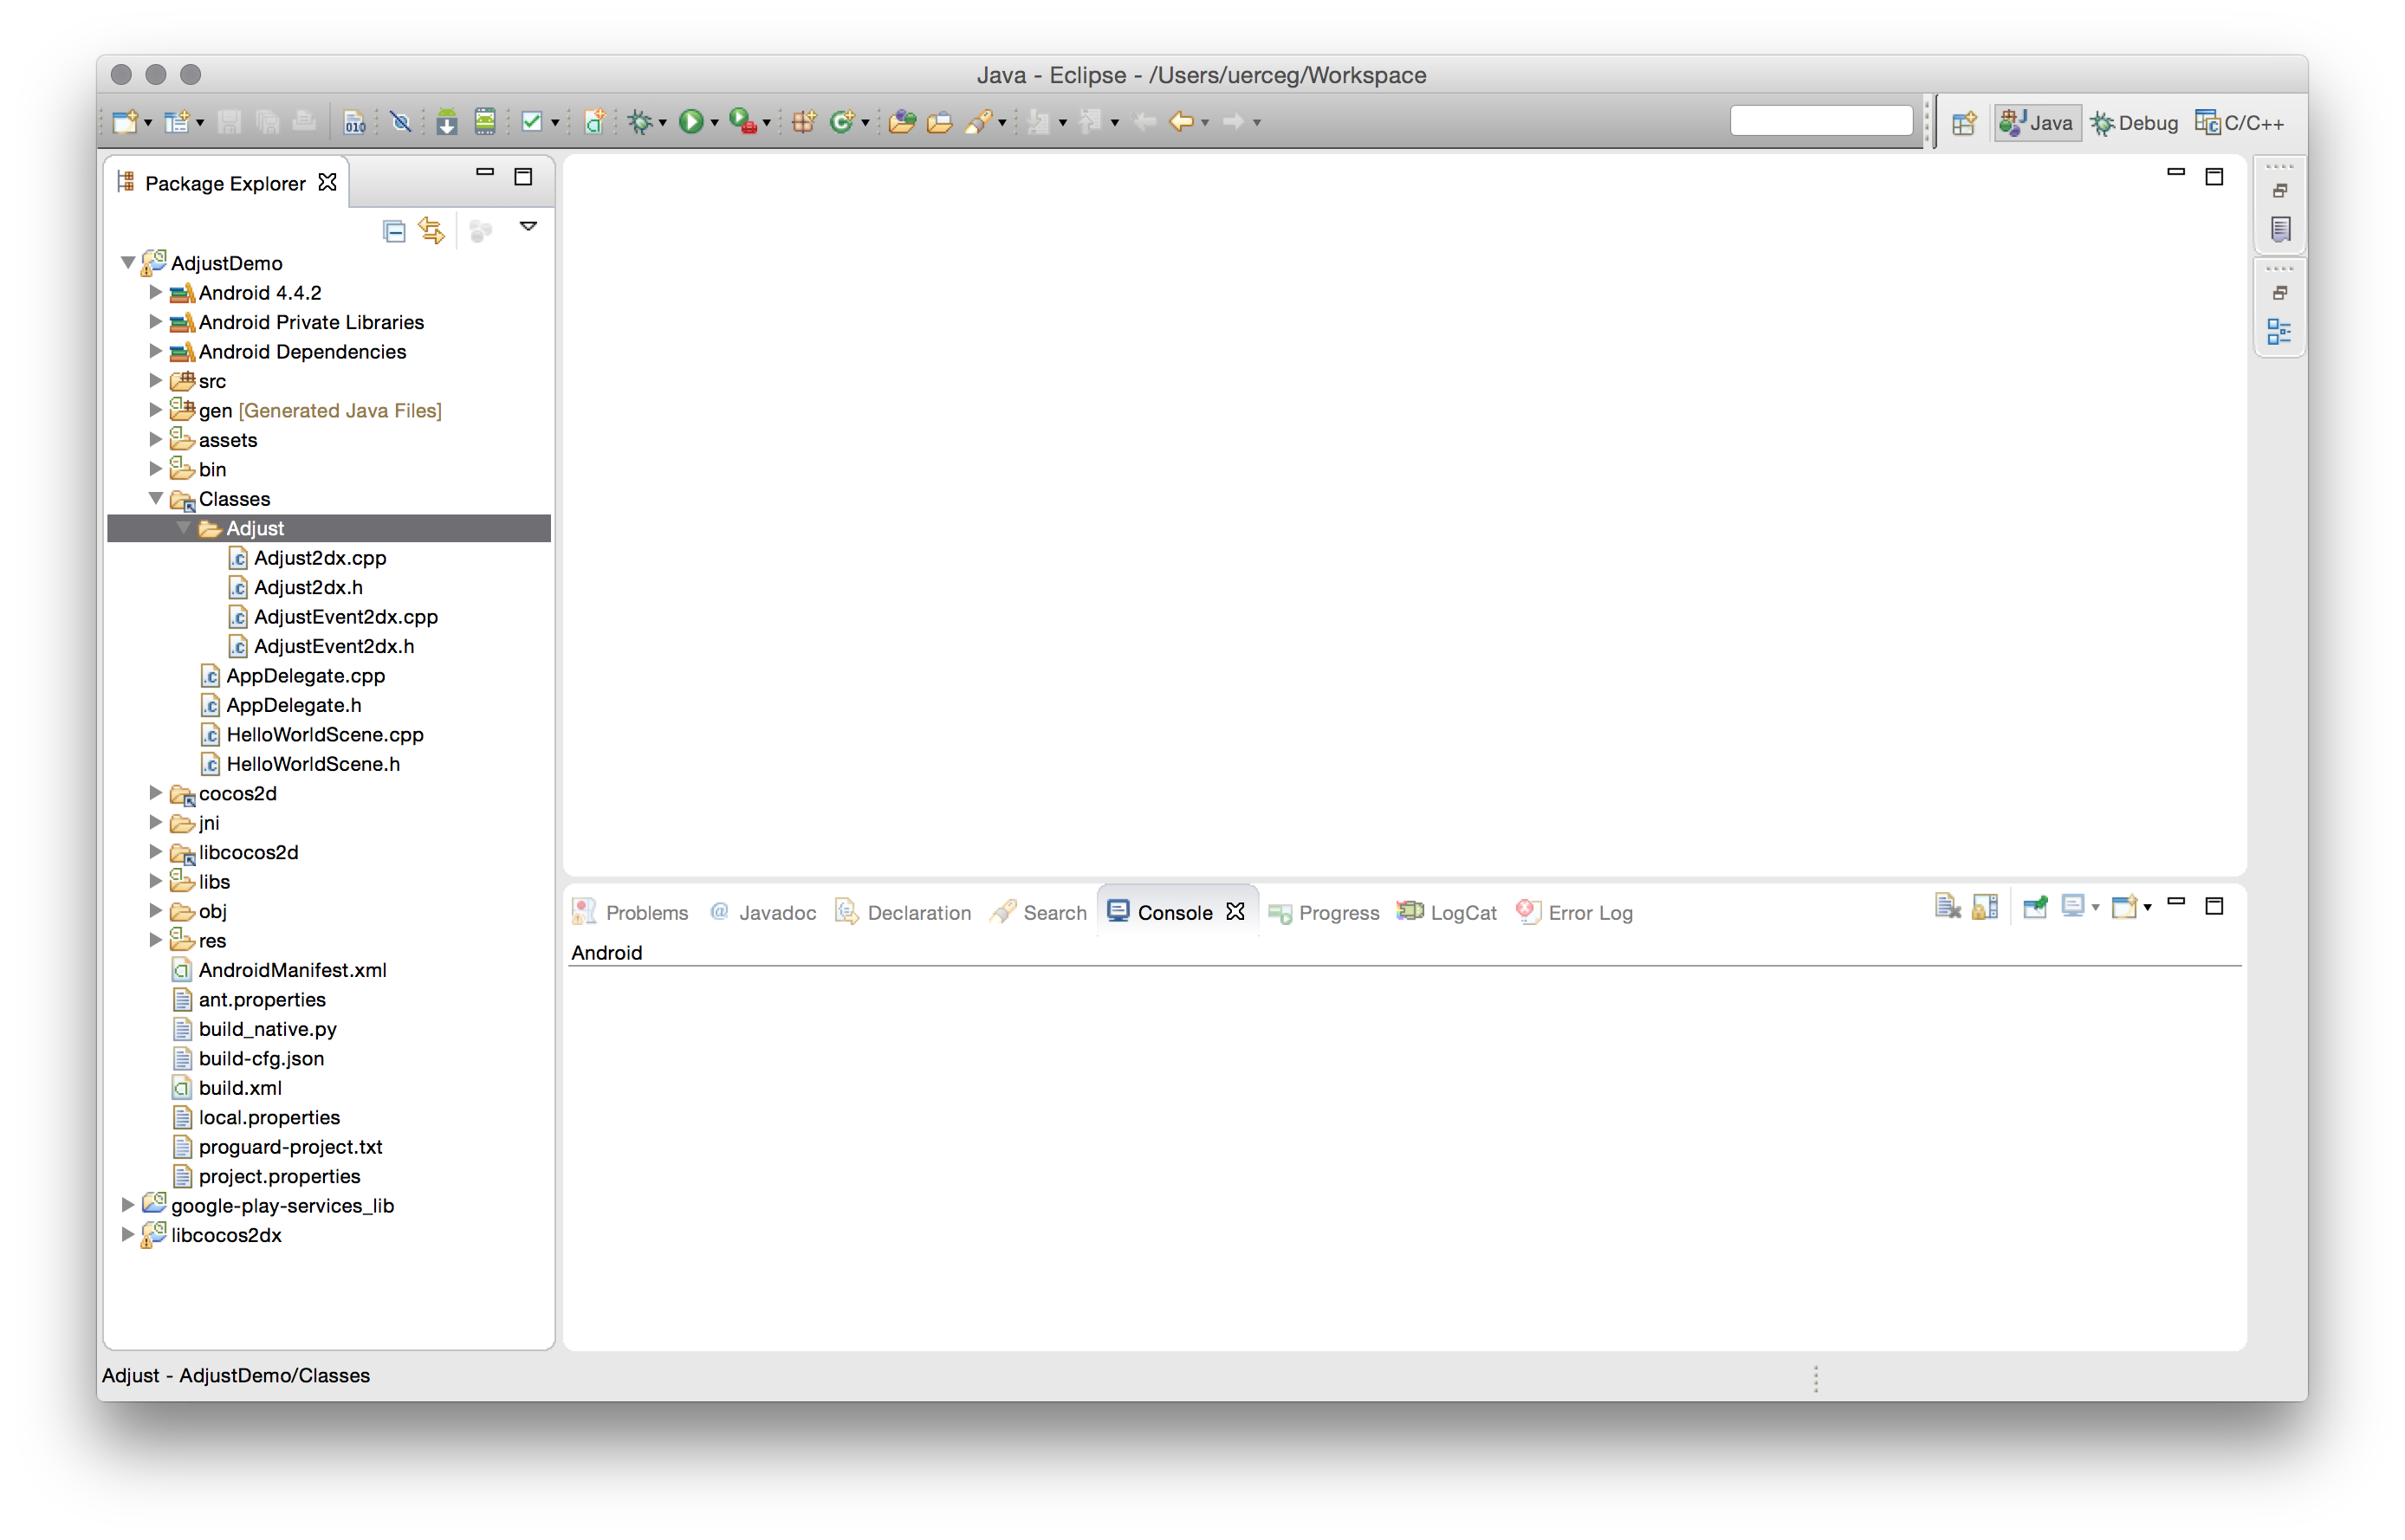 Java - Eclipse - /Users/uerceg/Workspace
010
Java
Debug
C/C++
Package Explorer
AdjustDemo
Android 4.4.2
Android Private Libraries
Android Dependencies
src
gen [Generated Java Files]
assets
bin
Classes
Adjust
Adjust2dx.cpp
Adjust2dx.h
AdjustEvent2dx.cpp
AdjustEvent2dx.h
AppDelegate.cpp
AppDelegate.h
HelloWorldScene.cpp
HelloWorldScene.h
cocos2d
jni
libcocos2d
libs
obj
res
AndroidManifest.xml
ant.properties
build_native.py
build-cfg.json
build.xml
local.properties
proguard-project.txt
project.properties
google-play-services_lib
libcocos2dx
Problems @ Javadoc Declaration Search Console Progress LogCat Error Log
Android
Adjust - AdjustDemo/Classes